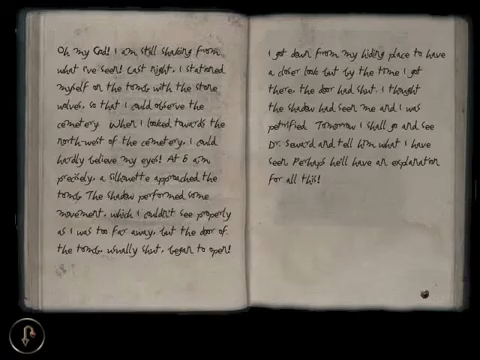 Oh my God! I am still shaking from
what I've seen! Last night, I stationed
myself on the tomb with the stone
wolves, so that I could observe the
cemetery. When I looked towards the
north-west of the cemetery, I could
hardly believe my eyes! At 5 a.m
precisely, a silhouette approached the
tomb. The shadow performed some
movement, which I couldn't see properly
as I was too far away, but the door of
the tomb, usually shut, began to open!
I got down from my hiding place to have
a closer look but by the time I got
there, the door had shut. I thought
the shadow had seen me and I was
petrified. Tomorrow I shall go and see
Dr. Seward and tell him what I have
seen. Perhaps he'll have an explanation
for all this!